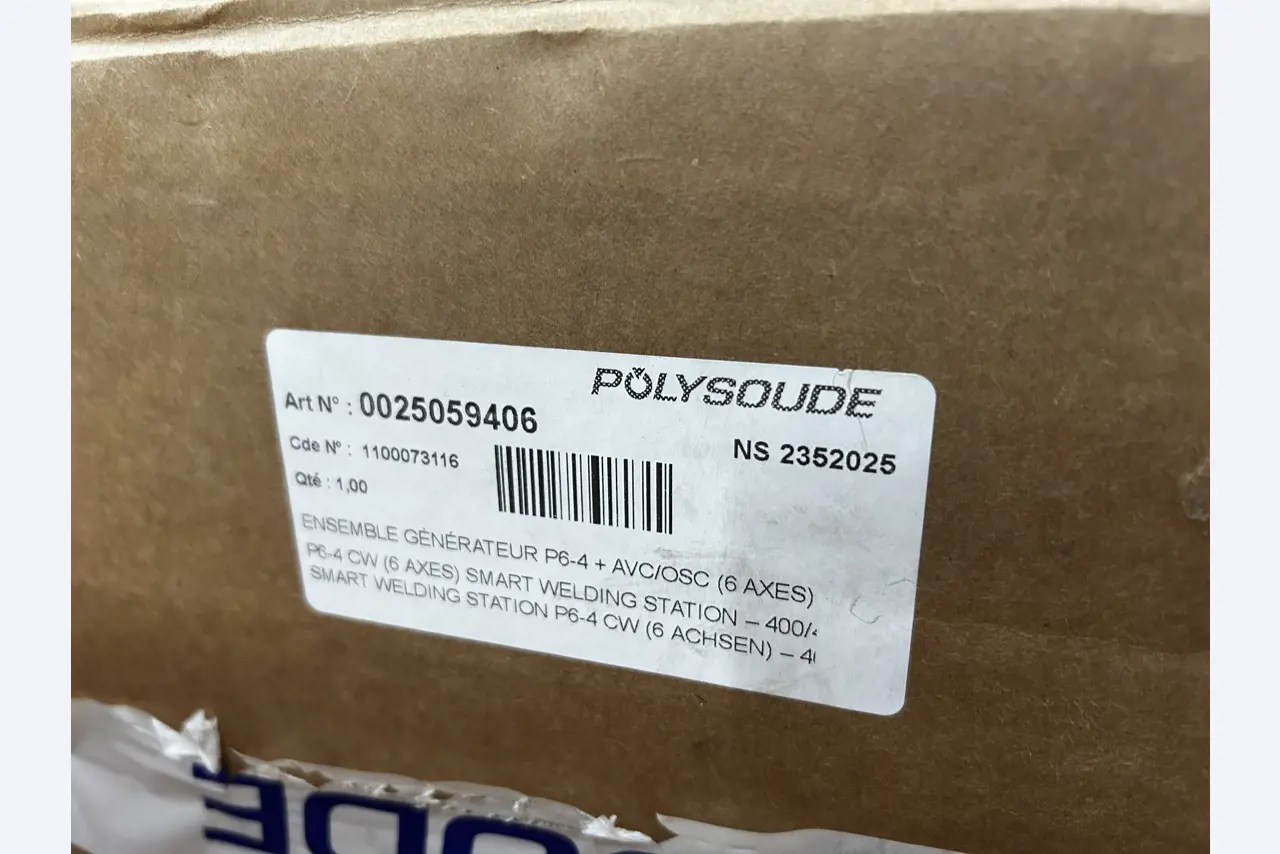 POLYSOUDE
Art N° : 0025059406
NS 2352025
Cde N° : 1100073116
Qté : 1,00
ENSEMBLE GÉNÉRATEUR P6-4 + AVC/OSC (6 AXES)
P6-4 CW (6 AXES) SMART WELDING STATION – 400/
SMART WELDING STATION P6-4 CW (6 ACHSEN) – 4